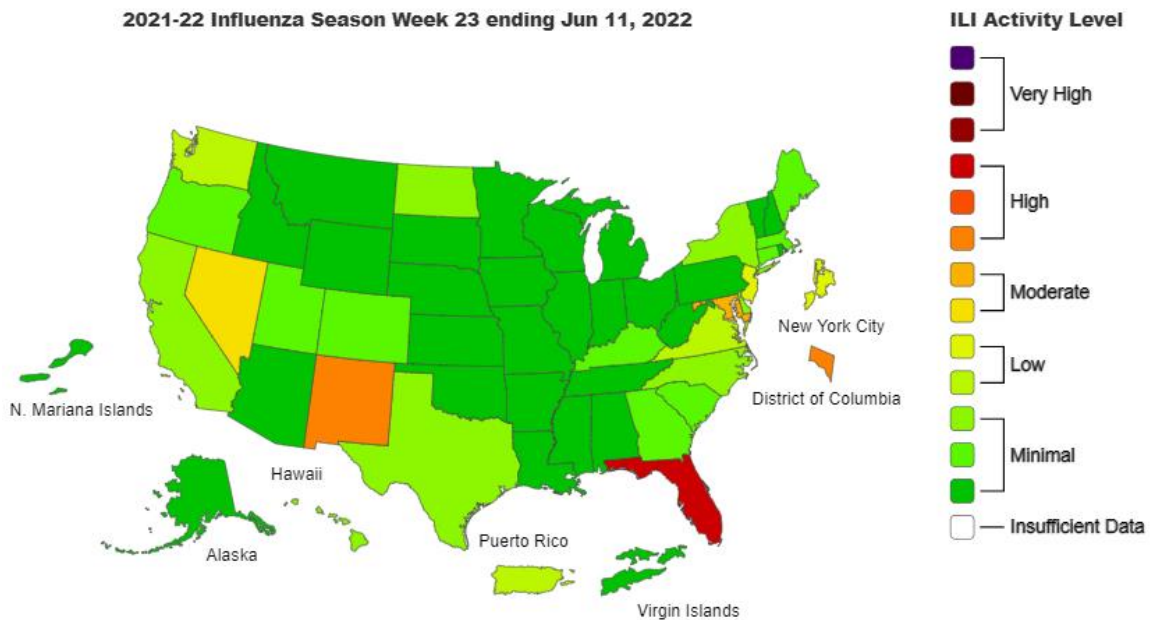 2021-22 Influenza Season Week 23 ending Jun 11, 2022
ILI Activity Level
Very High
High
Moderate
Low
Minimal
Insufficient Data
New York City
District of Columbia
N. Mariana Islands
Hawaii
Alaska
Puerto Rico
Virgin Islands